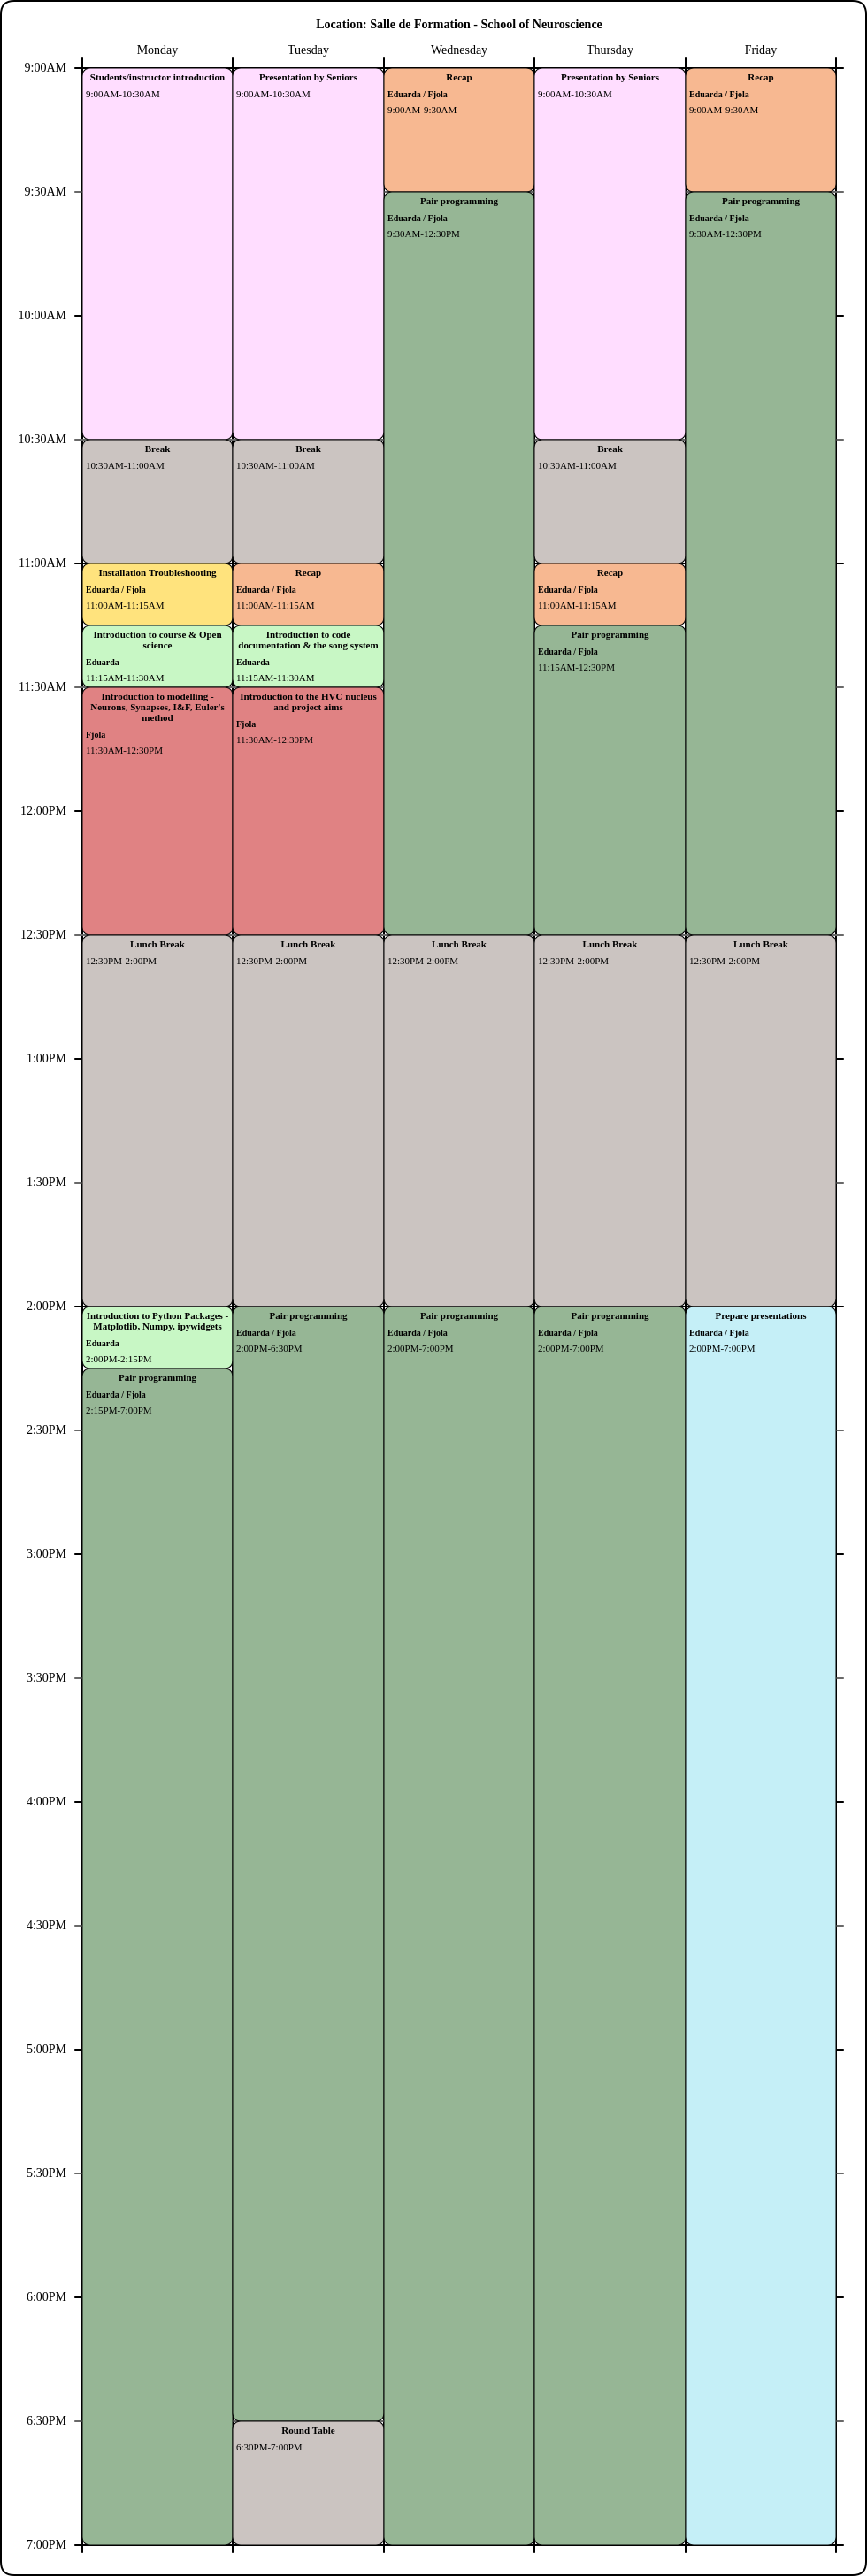 Location: Salle de Formation - School of Neuroscience
Monday
Tuesday
Wednesday
Thursday
Friday
9:00AM
9:30AM
10:00AM
10:30AM
11:00AM
11:30AM
12:00PM
12:30PM
1:00PM
1:30PM
2:00PM
2:30PM
3:00PM
3:30PM
4:00PM
4:30PM
5:00PM
5:30PM
6:00PM
6:30PM
7:00PM
Students/instructor introduction
9:00AM-10:30AM
Break
10:30AM-11:00AM
Installation Troubleshooting
Eduarda / Fjola
11:00AM-11:15AM
Introduction to course & Open
science
Eduarda
11:15AM-11:30AM
Introduction to modelling -
Neurons, Synapses, I&F, Euler's
method
Fjola
11:30AM-12:30PM
Lunch Break
12:30PM-2:00PM
Introduction to Python Packages -
Matplotlib, Numpy, ipywidgets
Eduarda
2:00PM-2:15PM
Pair programming
Eduarda / Fjola
2:15PM-7:00PM
Presentation by Seniors
9:00AM-10:30AM
Break
10:30AM-11:00AM
Recap
Eduarda / Fjola
11:00AM-11:15AM
Introduction to code
documentation & the song system
Eduarda
11:15AM-11:30AM
Introduction to the HVC nucleus
and project aims
Fjola
11:30AM-12:30PM
Lunch Break
12:30PM-2:00PM
Pair programming
Eduarda / Fjola
2:00PM-6:30PM
Round Table
6:30PM-7:00PM
Recap
Eduarda / Fjola
9:00AM-9:30AM
Pair programming
Eduarda / Fjola
9:30AM-12:30PM
Lunch Break
12:30PM-2:00PM
Pair programming
Eduarda / Fjola
2:00PM-7:00PM
Presentation by Seniors
9:00AM-10:30AM
Break
10:30AM-11:00AM
Recap
Eduarda / Fjola
11:00AM-11:15AM
Pair programming
Eduarda / Fjola
11:15AM-12:30PM
Lunch Break
12:30PM-2:00PM
Pair programming
Eduarda / Fjola
2:00PM-7:00PM
Recap
Eduarda / Fjola
9:00AM-9:30AM
Pair programming
Eduarda / Fjola
9:30AM-12:30PM
Lunch Break
12:30PM-2:00PM
Prepare presentations
Eduarda / Fjola
2:00PM-7:00PM